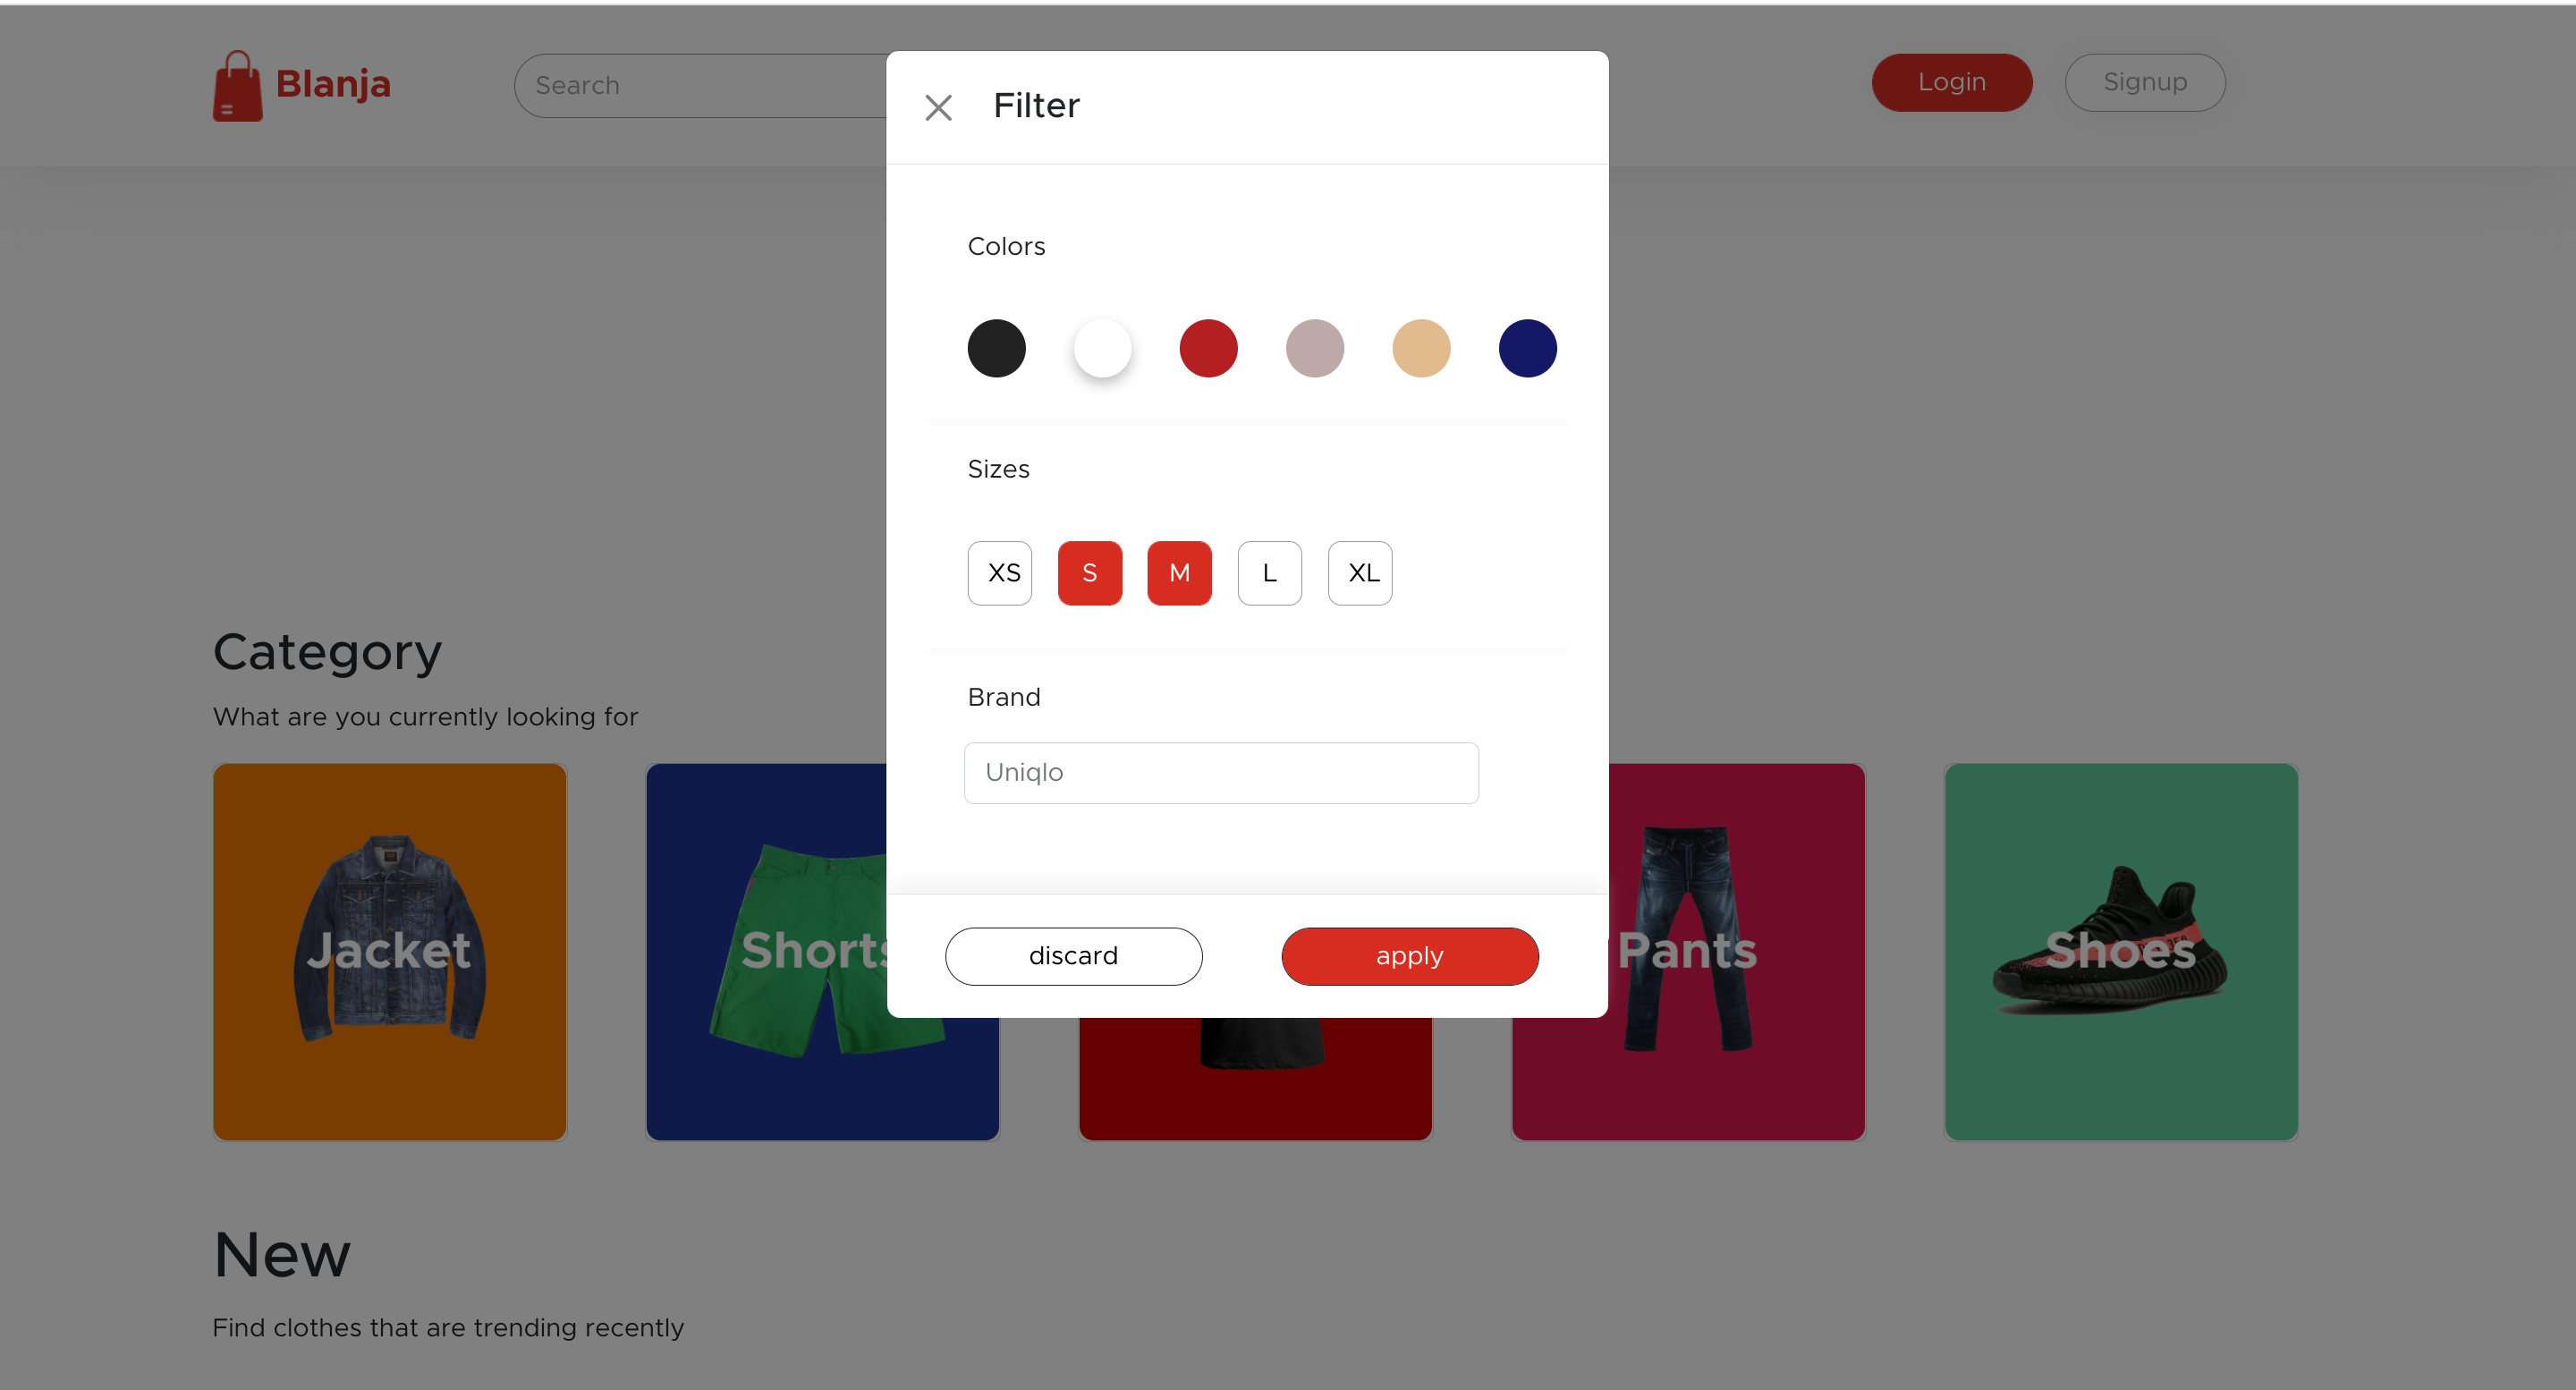 Blanja
Search
Login
Signup
Filter
Colors
Sizes
XS
S
M
L
XL
Brand
Uniqlo
discard
apply
Category
What are you currently looking for
Jacket
Shorts
Pants
Shoes
New
Find clothes that are trending recently